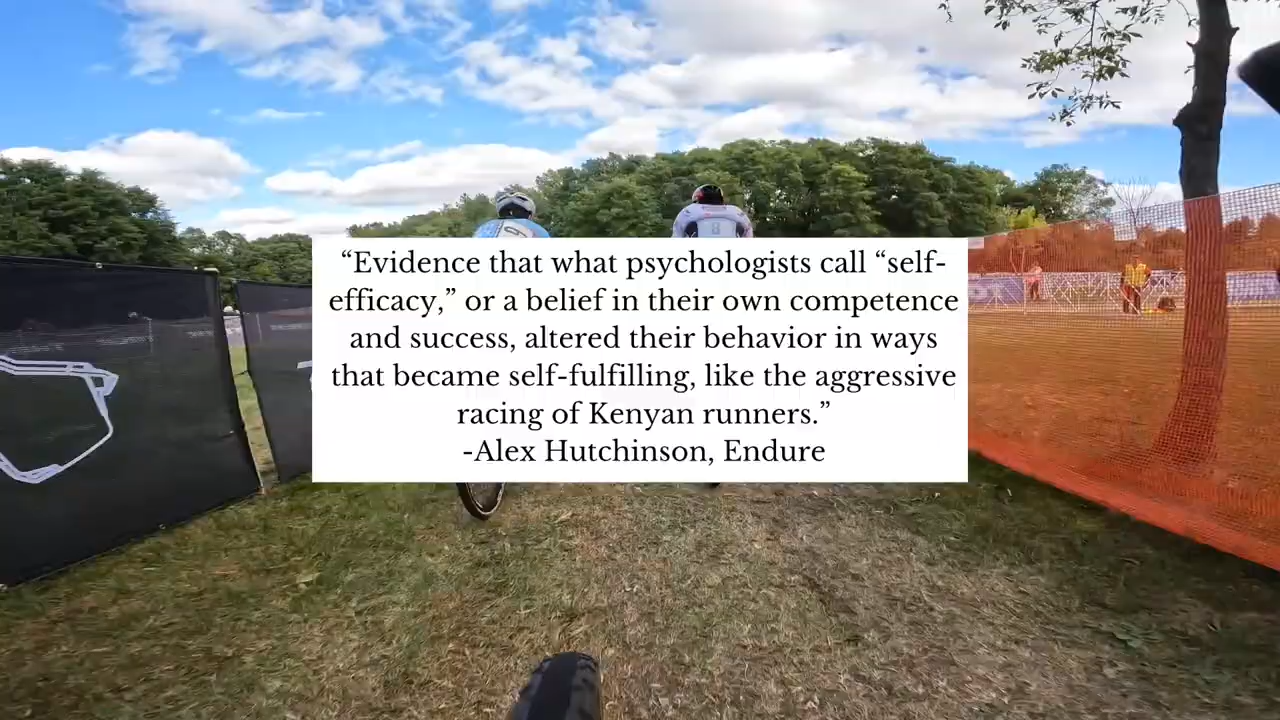 “Evidence that what psychologists call “self-
efficacy,” or a belief in their own competence
and success, altered their behavior in ways
that became self-fulfilling, like the aggressive
racing of Kenyan runners.”
-Alex Hutchinson, Endure
8